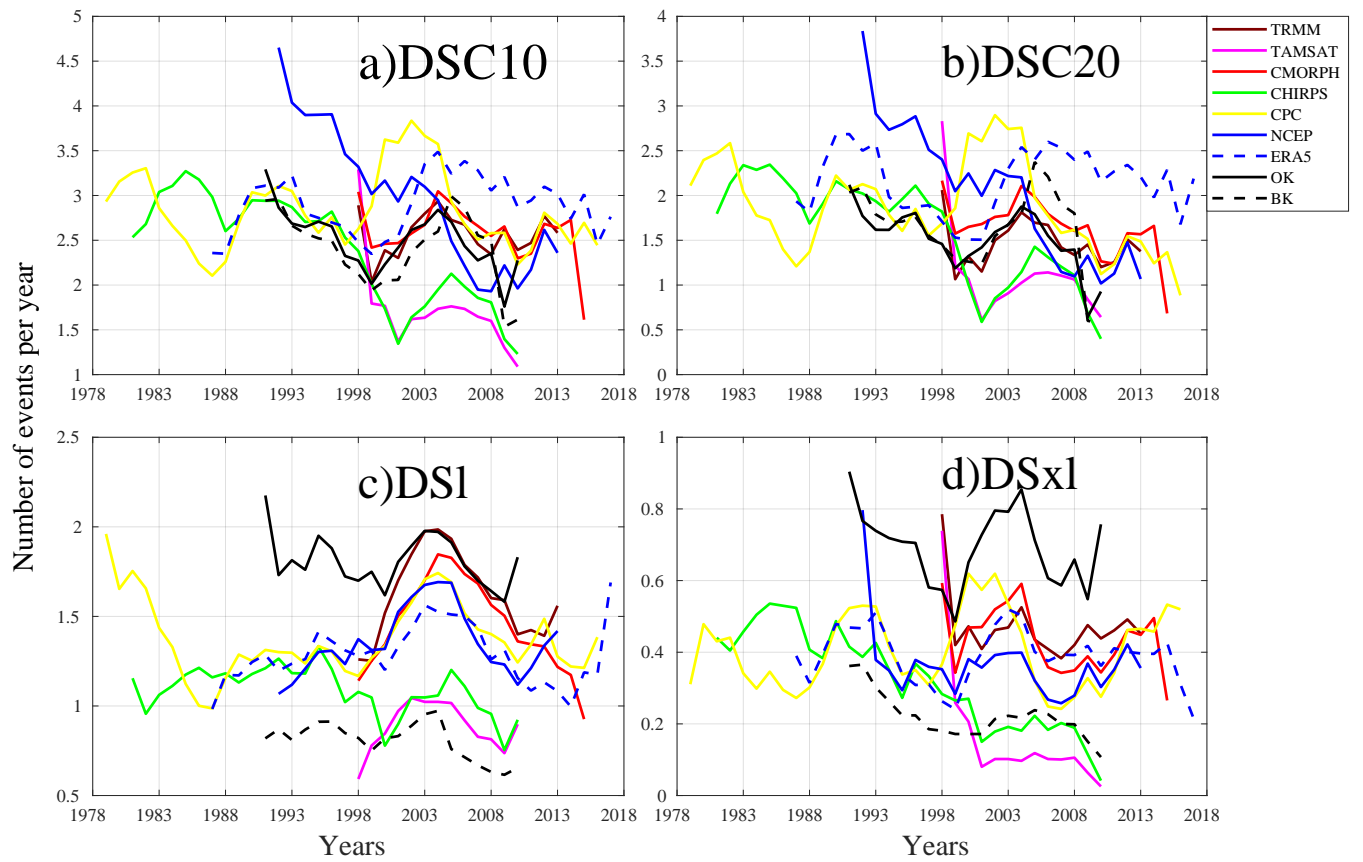 a)DSC10
5
4.5
4
3.5
3
2.5
2
1.5
1
1978 1983 1988 1993 1998 2003 2008 2013 2018
b)DSC20
4
3.5
3
2.5
2
1.5
1
0.5
0
1978 1983 1988 1993 1998 2003 2008 2013 2018
TRMM
TAMSAT
CMORPH
CHIRPS
CPC
NCEP
ERA5
OK
BK
Number of events per year
c)DSl
2.5
2
1.5
1
0.5
1978 1983 1988 1993 1998 2003 2008 2013 2018
Years
d)DSxl
1
0.8
0.6
0.4
0.2
0
1978 1983 1988 1993 1998 2003 2008 2013 2018
Years